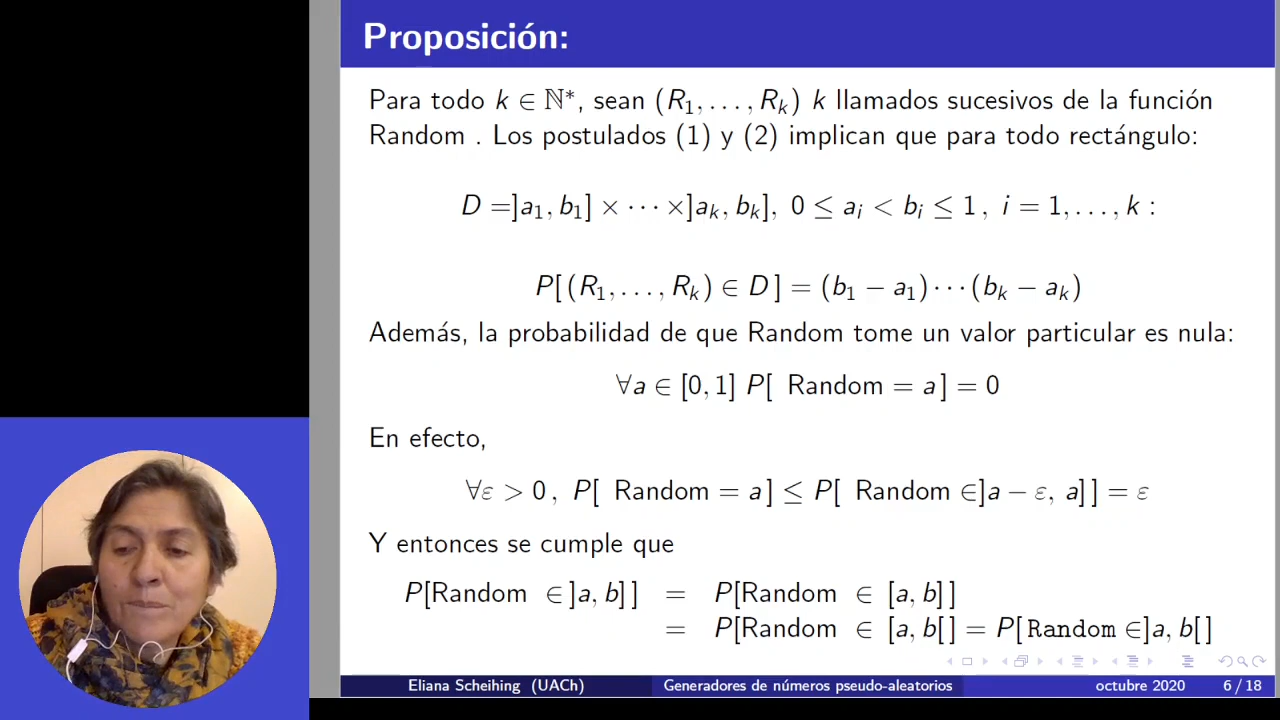 Proposición:
Para todo k ∈ ℕ*, sean (R₁, . . . , Rₖ) k llamados sucesivos de la función
Random . Los postulados (1) y (2) implican que para todo rectángulo:
D =]a₁, b₁] × · · · ×]aₖ, bₖ], 0 ≤ aᵢ < bᵢ ≤ 1 , i = 1, . . . , k :
P[ (R₁, . . . , Rₖ) ∈ D ] = (b₁ − a₁) · · · (bₖ − aₖ)
Además, la probabilidad de que Random tome un valor particular es nula:
∀a ∈ [0, 1] P[ Random = a ] = 0
En efecto,
∀ε > 0 , P[ Random = a ] ≤ P[ Random ∈]a − ε, a] ] = ε
Y entonces se cumple que
P[Random ∈ ]a, b] ] = P[Random ∈ [a, b] ]
= P[Random ∈ [a, b[ ] = P[ Random ∈]a, b[ ]
Eliana Scheihing (UACh) Generadores de números pseudo-aleatorios octubre 2020 6 / 18